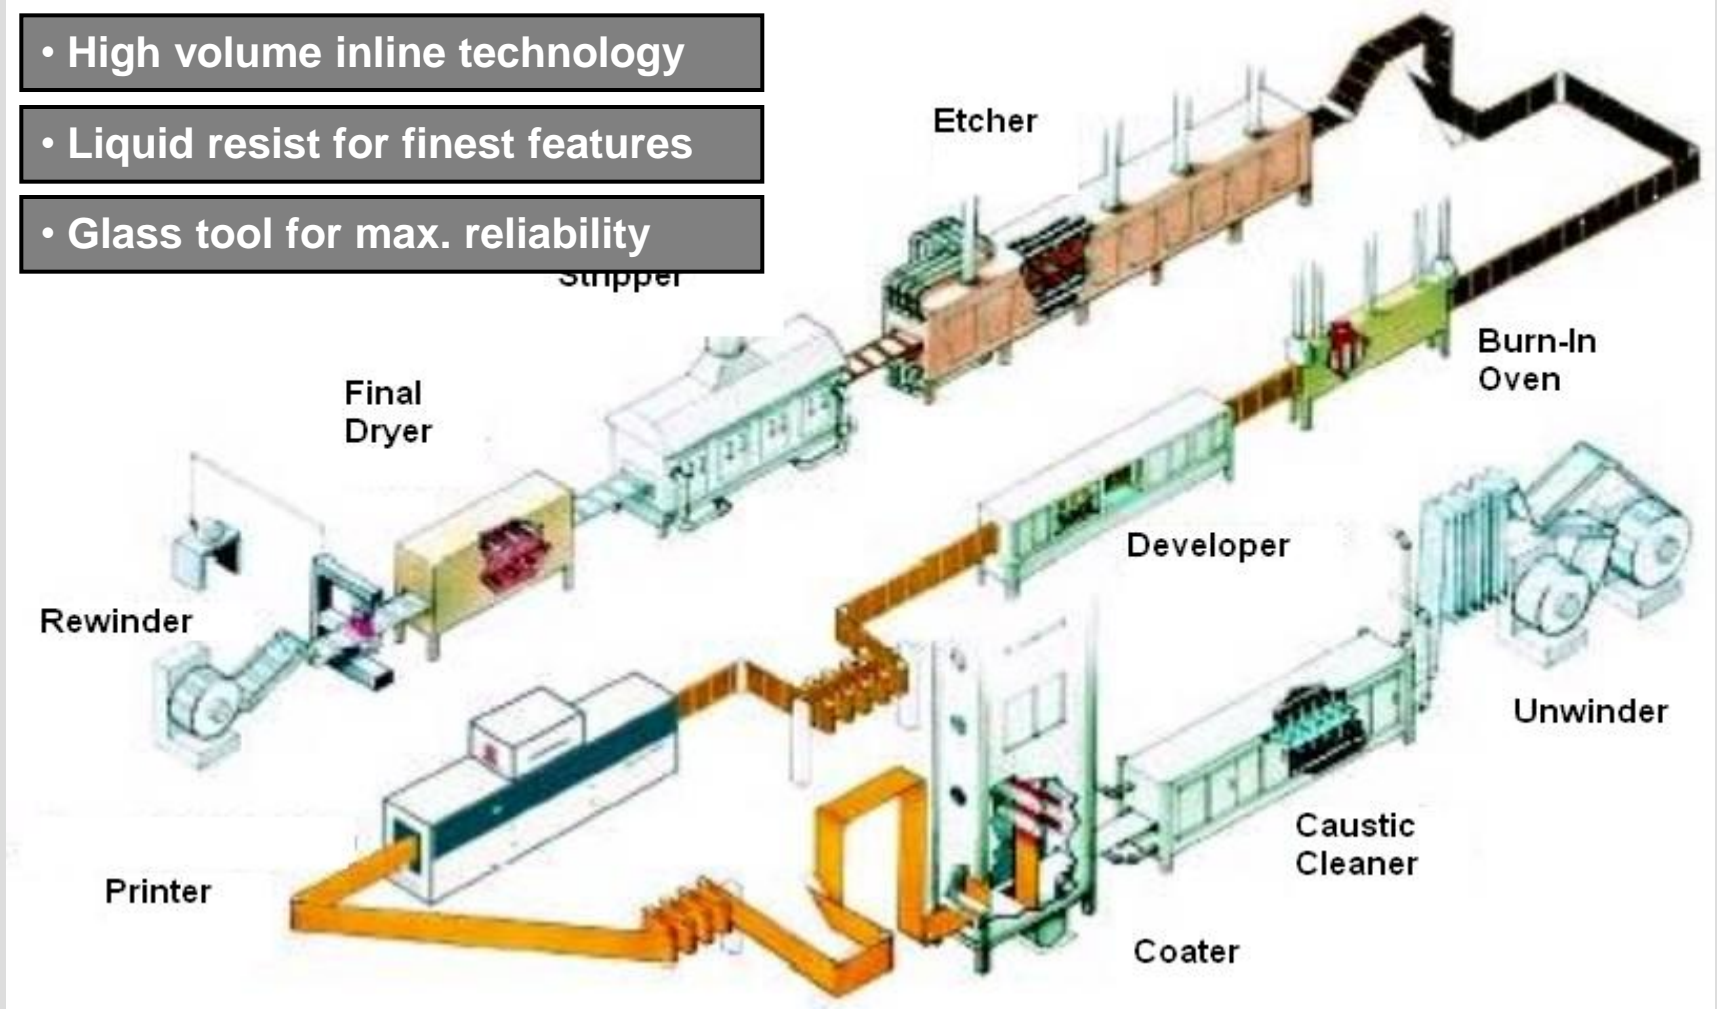 • High volume inline technology
• Liquid resist for finest features
• Glass tool for max. reliability
Etcher
Stripper
Burn-In
Oven
Final
Dryer
Developer
Rewinder
Unwinder
Caustic
Cleaner
Printer
Coater